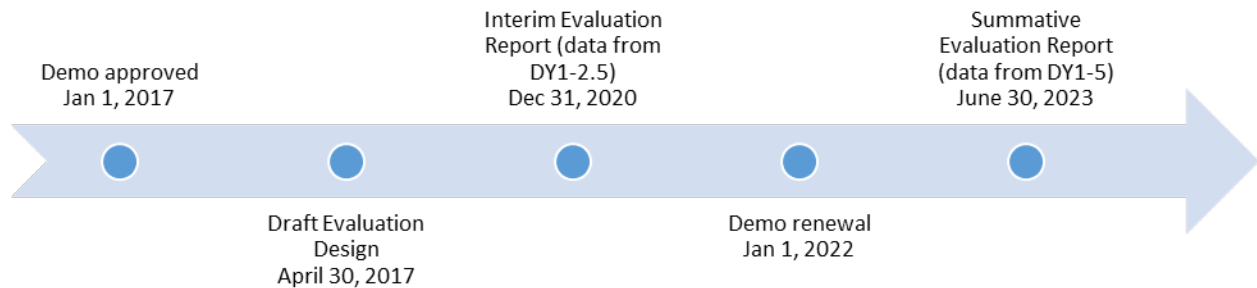 Demo approved
Jan 1, 2017
Draft Evaluation
Design
April 30, 2017
Interim Evaluation
Report (data from
DY1-2.5)
Dec 31, 2020
Demo renewal
Jan 1, 2022
Summative
Evaluation Report
(data from DY1-5)
June 30, 2023